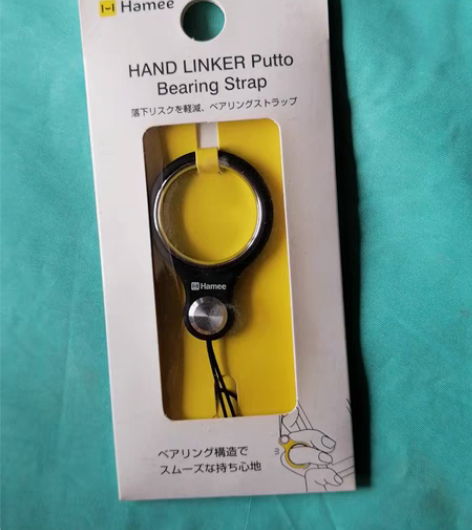 Hamee
HAND LINKER Putto
Bearing Strap
落下リスクを軽減、ベアリングストラップ
Hamee
ベアリング構造で
スムーズな持ち心地